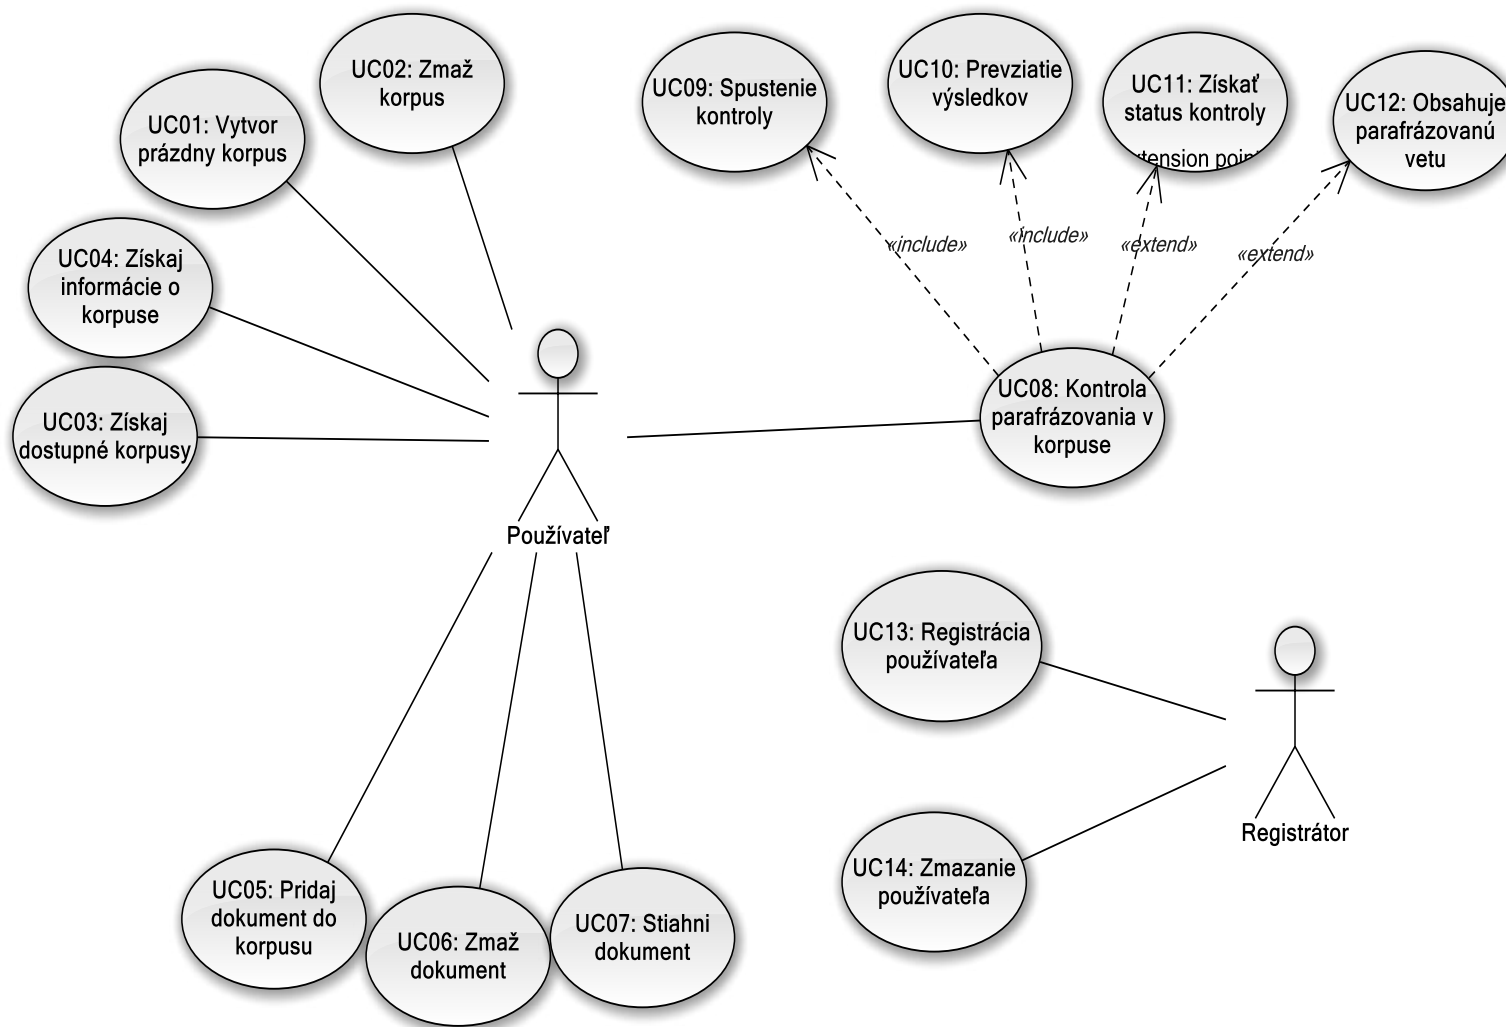 UC02: Zmaž
korpus
UC01: Vytvor
prázdny korpus
UC04: Získaj
informácie o
korpuse
UC03: Získaj
dostupné korpusy
UC09: Spustenie
kontroly
UC10: Prevziatie
výsledkov
UC11: Získať
status kontroly
tension point
UC12: Obsahuje
parafrázovanú
vetu
«include»
«include»
«extend»
«extend»
UC08: Kontrola
parafrázovania v
korpuse
Používateľ
UC13: Registrácia
používateľa
Registrátor
UC14: Zmazanie
používateľa
UC05: Pridaj
dokument do
korpusu
UC06: Zmaž
dokument
UC07: Stiahni
dokument